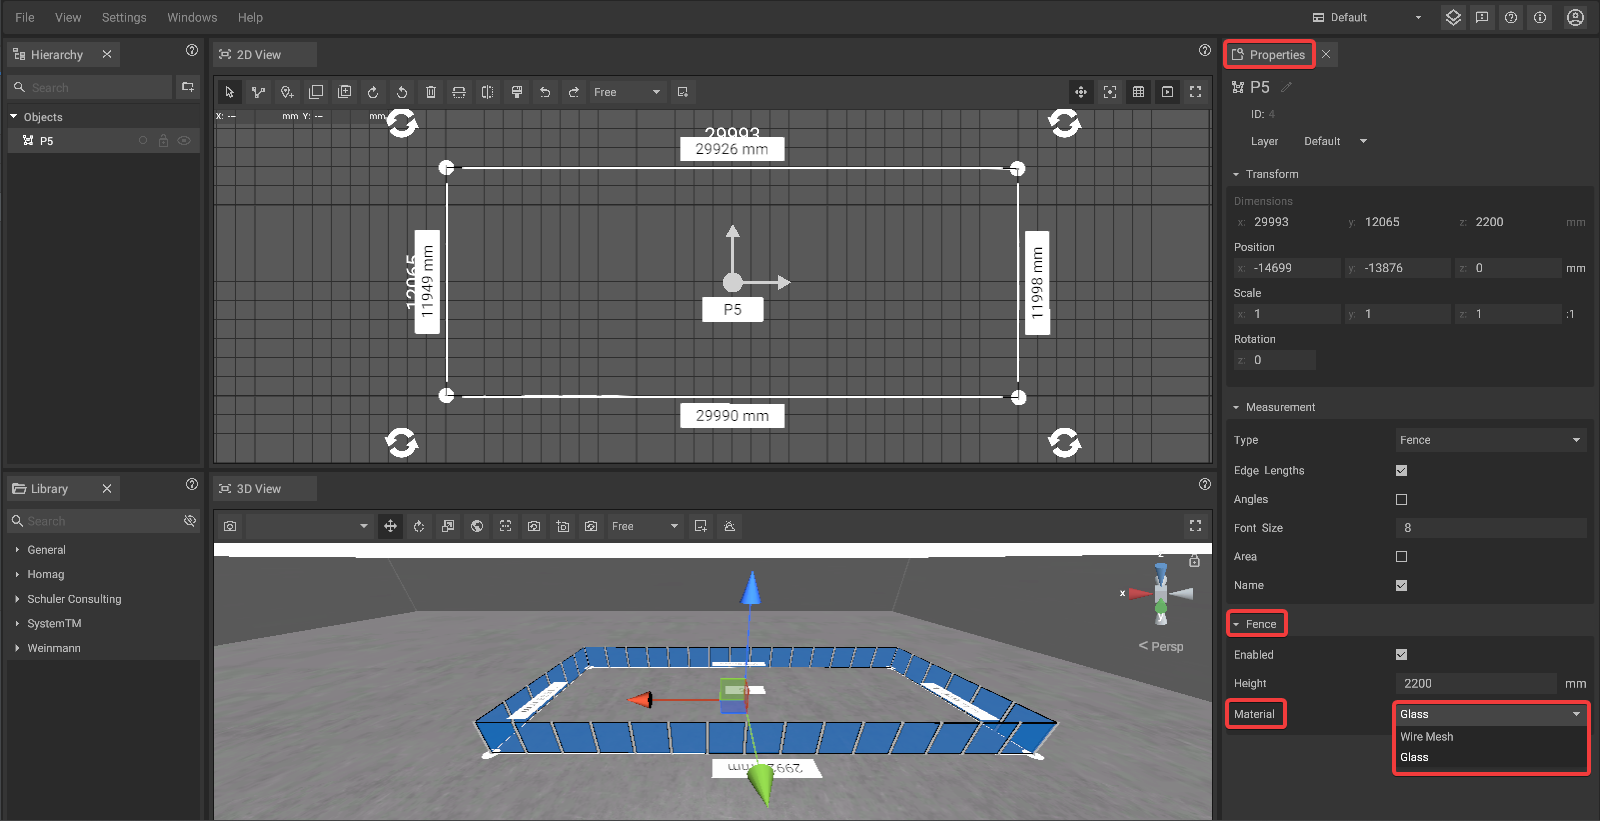 File View Settings Windows Help Default
Hierarchy
Search
Objects
P5
2D View
Free
X: -- mm Y: -- mm
29993
29926 mm
12065
11949 mm
11998 mm
P5
29990 mm
Library
Search
General
Homag
Schuler Consulting
SystemTM
Weinmann
3D View
Free
z
x
y
< Persp
Properties
P5
ID: 4
Layer Default
Transform
Dimensions
x: 29993 y: 12065 z: 2200 mm
Position
x: -14699 y: -13876 z: 0 mm
Scale
x: 1 y: 1 z: 1 :1
Rotation
z: 0
Measurement
Type Fence
Edge Lengths
Angles
Font Size 8
Area
Name
Fence
Enabled
Height 2200 mm
Material Glass
Wire Mesh
Glass